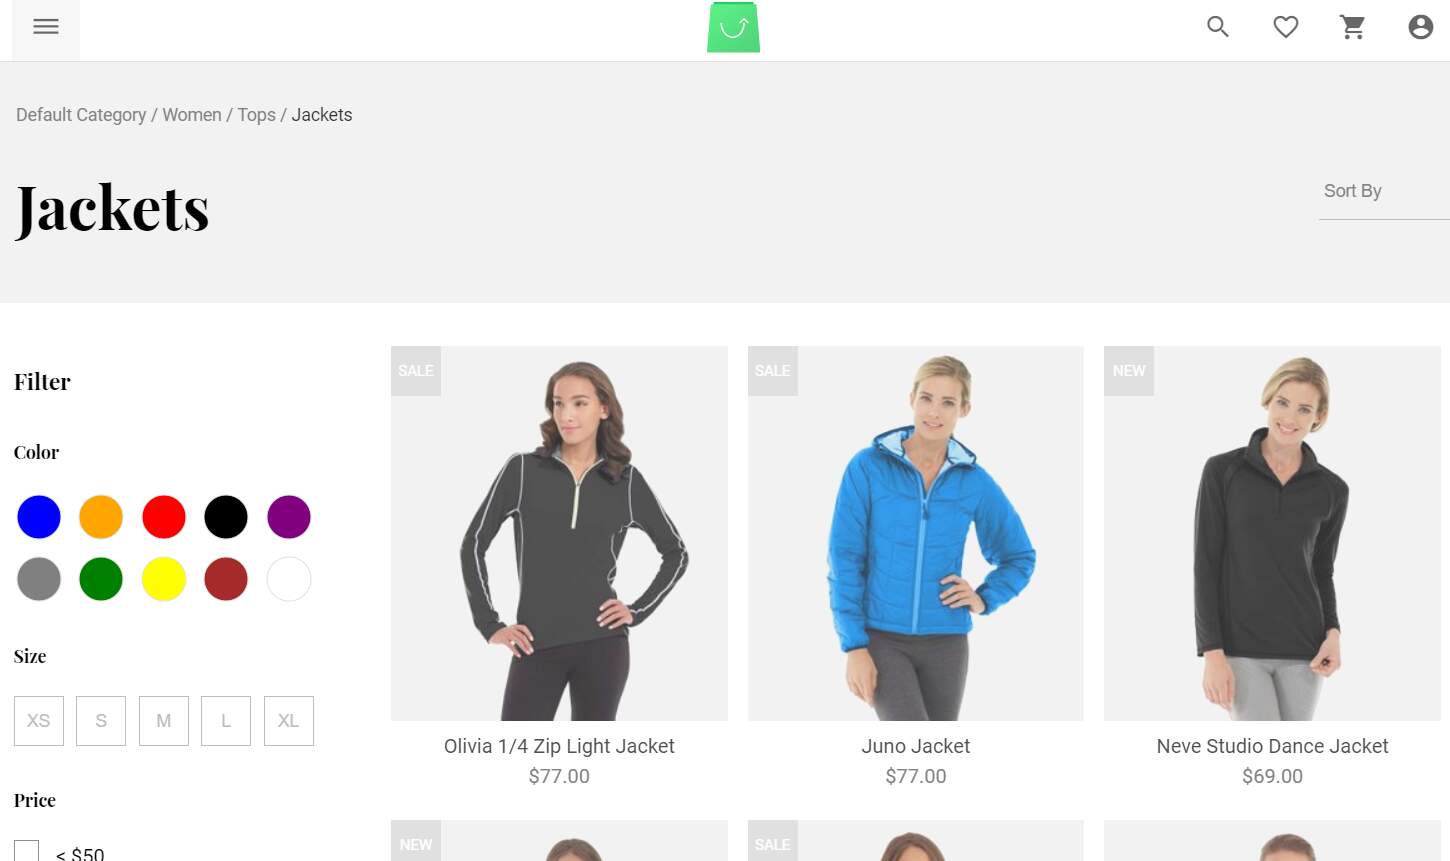 Default Category / Women / Tops / Jackets
Jackets
Sort By
Filter
Color
Size
XS S M L XL
Price
< $50
SALE
Olivia 1/4 Zip Light Jacket
$77.00
SALE
Juno Jacket
$77.00
NEW
Neve Studio Dance Jacket
$69.00
NEW
SALE